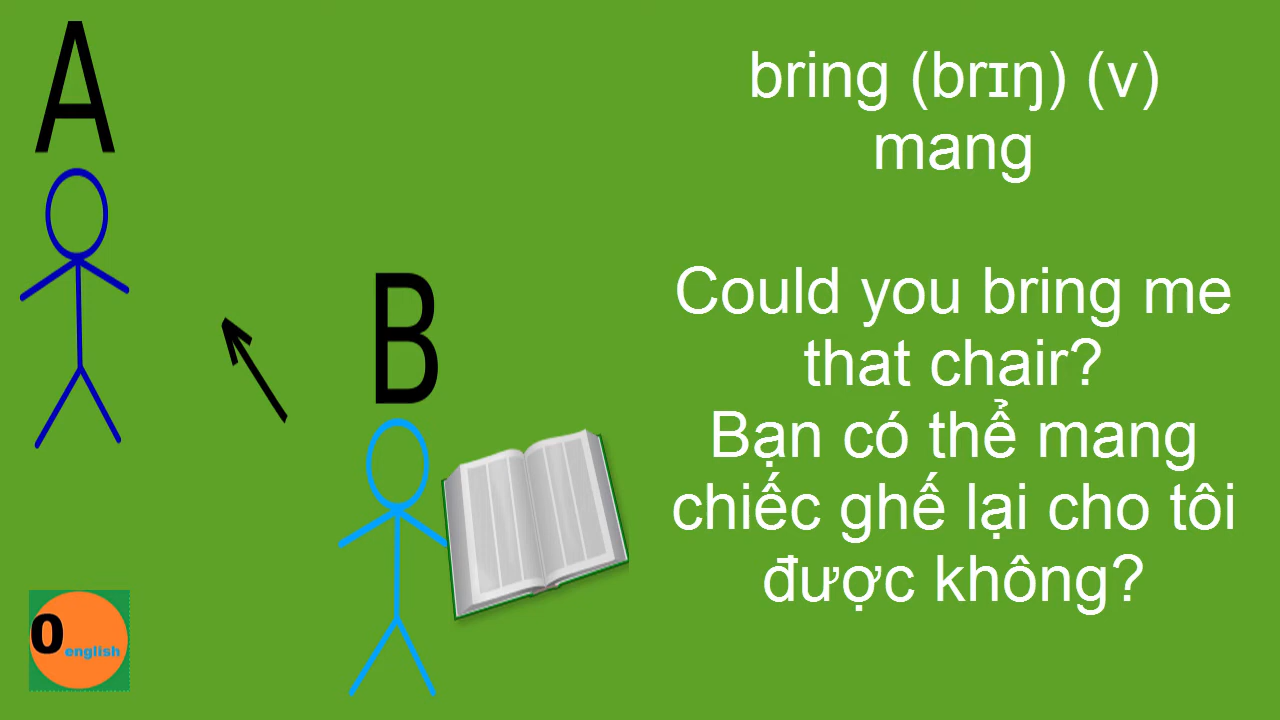 A
B
bring (brɪŋ) (v)
mang
Could you bring me
that chair?
Bạn có thể mang
chiếc ghế lại cho tôi
được không?
0
english